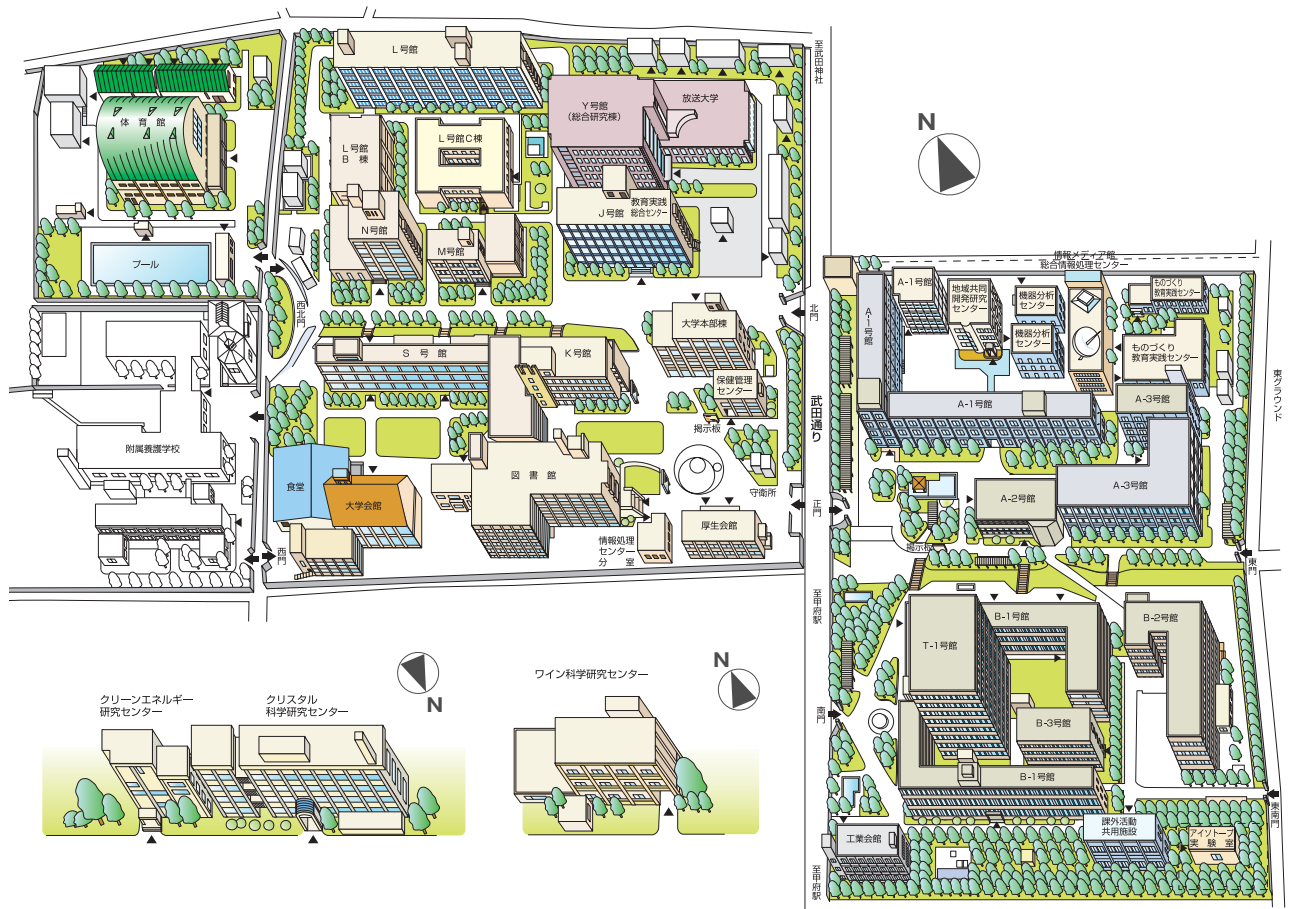 L号館
体育館
L号館
B棟
L号館C棟
Y号館
(総合研究棟)
放送大学
至武田神社
N
N号館
M号館
J号館
教育実践
総合センター
プール
西北門
北門
大学本部棟
S号館
K号館
保健管理
センター
掲示板
武田通り
附属養護学校
食堂
大学会館
図書館
守衛所
正門
厚生会館
情報処理
センター
分室
西門
情報メディア館
総合情報処理センター
A-1号館
A-1号館
地域共同
開発研究
センター
機器分析
センター
機器分析
センター
ものづくり
教育実践センター
ものづくり
教育実践センター
東グラウンド
A-1号館
A-3号館
A-3号館
A-2号館
掲示板
東門
至甲府駅
T-1号館
B-1号館
B-2号館
南門
B-3号館
B-1号館
東南門
工業会館
課外活動
共用施設
アイソトープ
実験室
至甲府駅
クリーンエネルギー
研究センター
クリスタル
科学研究センター
N
ワイン科学研究センター
N